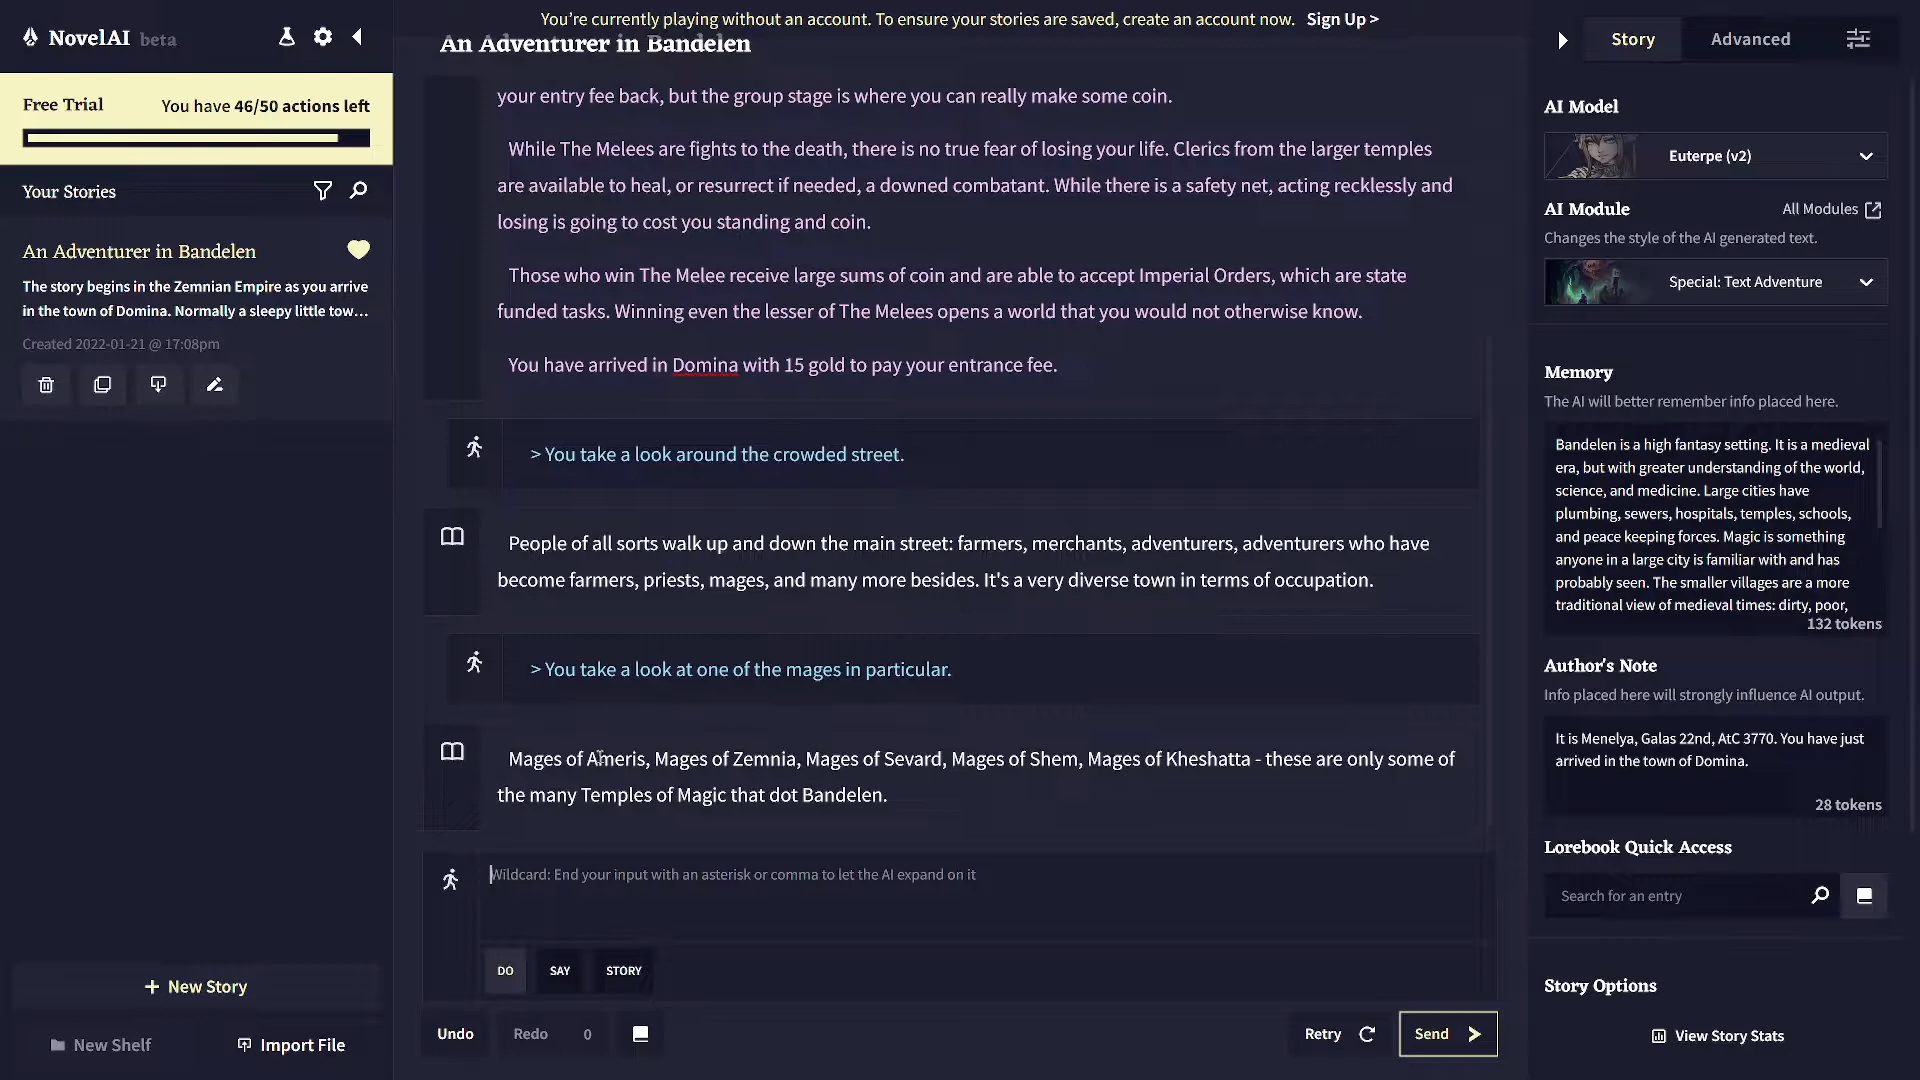 You're currently playing without an account. To ensure your stories are saved, create an account now. Sign Up >
NovelAI beta
Free Trial
You have 46/50 actions left
Your Stories
An Adventurer in Bandelen
The story begins in the Zemnian Empire as you arrive
in the town of Domina. Normally a sleepy little tow...
Created 2022-01-21 @ 17:08pm
+ New Story
New Shelf
Import File
An Adventurer in Bandelen
your entry fee back, but the group stage is where you can really make some coin.
While The Melees are fights to the death, there is no true fear of losing your life. Clerics from the larger temples
are available to heal, or resurrect if needed, a downed combatant. While there is a safety net, acting recklessly and
losing is going to cost you standing and coin.
Those who win The Melee receive large sums of coin and are able to accept Imperial Orders, which are state
funded tasks. Winning even the lesser of The Melees opens a world that you would not otherwise know.
You have arrived in Domina with 15 gold to pay your entrance fee.
> You take a look around the crowded street.
People of all sorts walk up and down the main street: farmers, merchants, adventurers, adventurers who have
become farmers, priests, mages, and many more besides. It's a very diverse town in terms of occupation.
> You take a look at one of the mages in particular.
Mages of Ameris, Mages of Zemnia, Mages of Sevard, Mages of Shem, Mages of Kheshatta - these are only some of
the many Temples of Magic that dot Bandelen.
Wildcard: End your input with an asterisk or comma to let the AI expand on it
DO
SAY
STORY
Undo
Redo
0
Retry
Send
Story
Advanced
AI Model
Euterpe (v2)
AI Module
All Modules
Changes the style of the AI generated text.
Special: Text Adventure
Memory
The AI will better remember info placed here.
Bandelen is a high fantasy setting. It is a medieval
era, but with greater understanding of the world,
science, and medicine. Large cities have
plumbing, sewers, hospitals, temples, schools,
and peace keeping forces. Magic is something
anyone in a large city is familiar with and has
probably seen. The smaller villages are a more
traditional view of medieval times: dirty, poor,
132 tokens
Author's Note
Info placed here will strongly influence AI output.
It is Menelya, Galas 22nd, AtC 3770. You have just
arrived in the town of Domina.
28 tokens
Lorebook Quick Access
Search for an entry
Story Options
View Story Stats